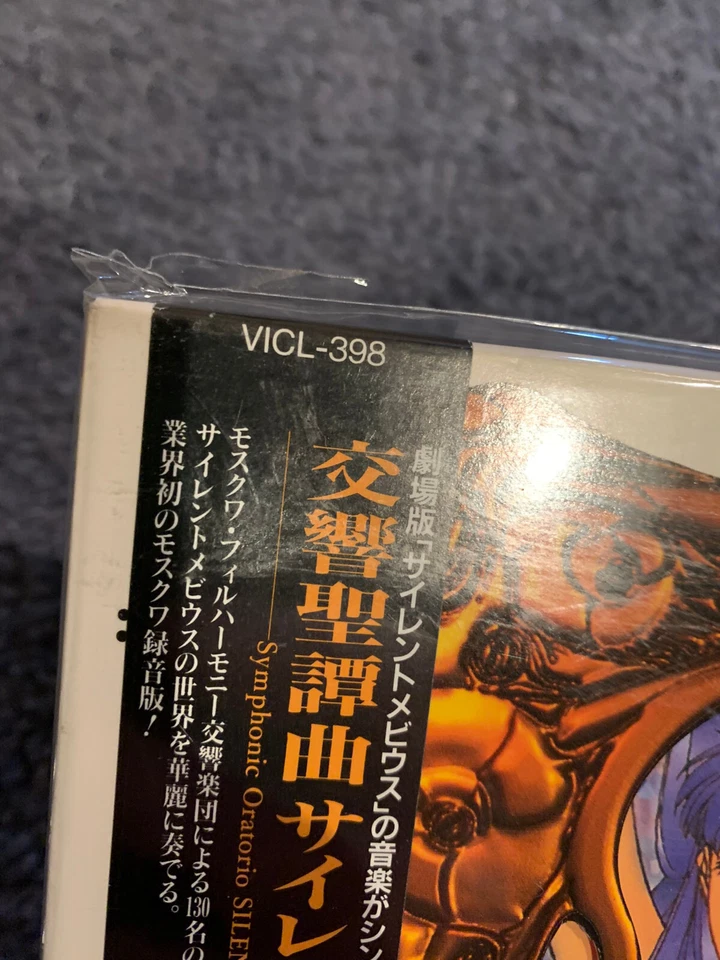 VICL-398
劇場版「サイレントメビウス」の音楽がシン
交響聖譚曲サイレ
Symphonic Oratorio SILEN
モスクワ・フィルハーモニー交響楽団による130名の
サイレントメビウスの世界を華麗に奏でる。
業界初のモスクワ録音版!